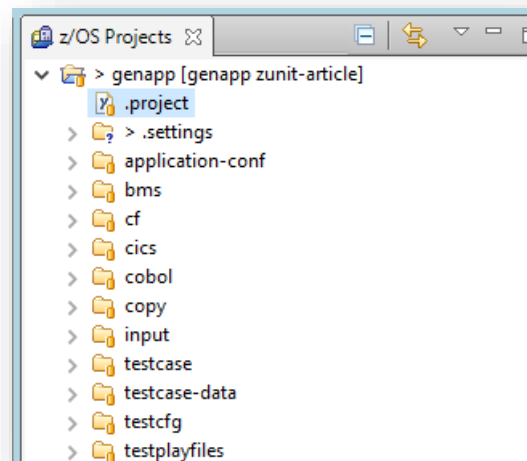 z/OS Projects
> genapp [genapp zunit-article]
.project
> .settings
application-conf
bms
cf
cics
cobol
copy
input
testcase
testcase-data
testcfg
testplayfiles